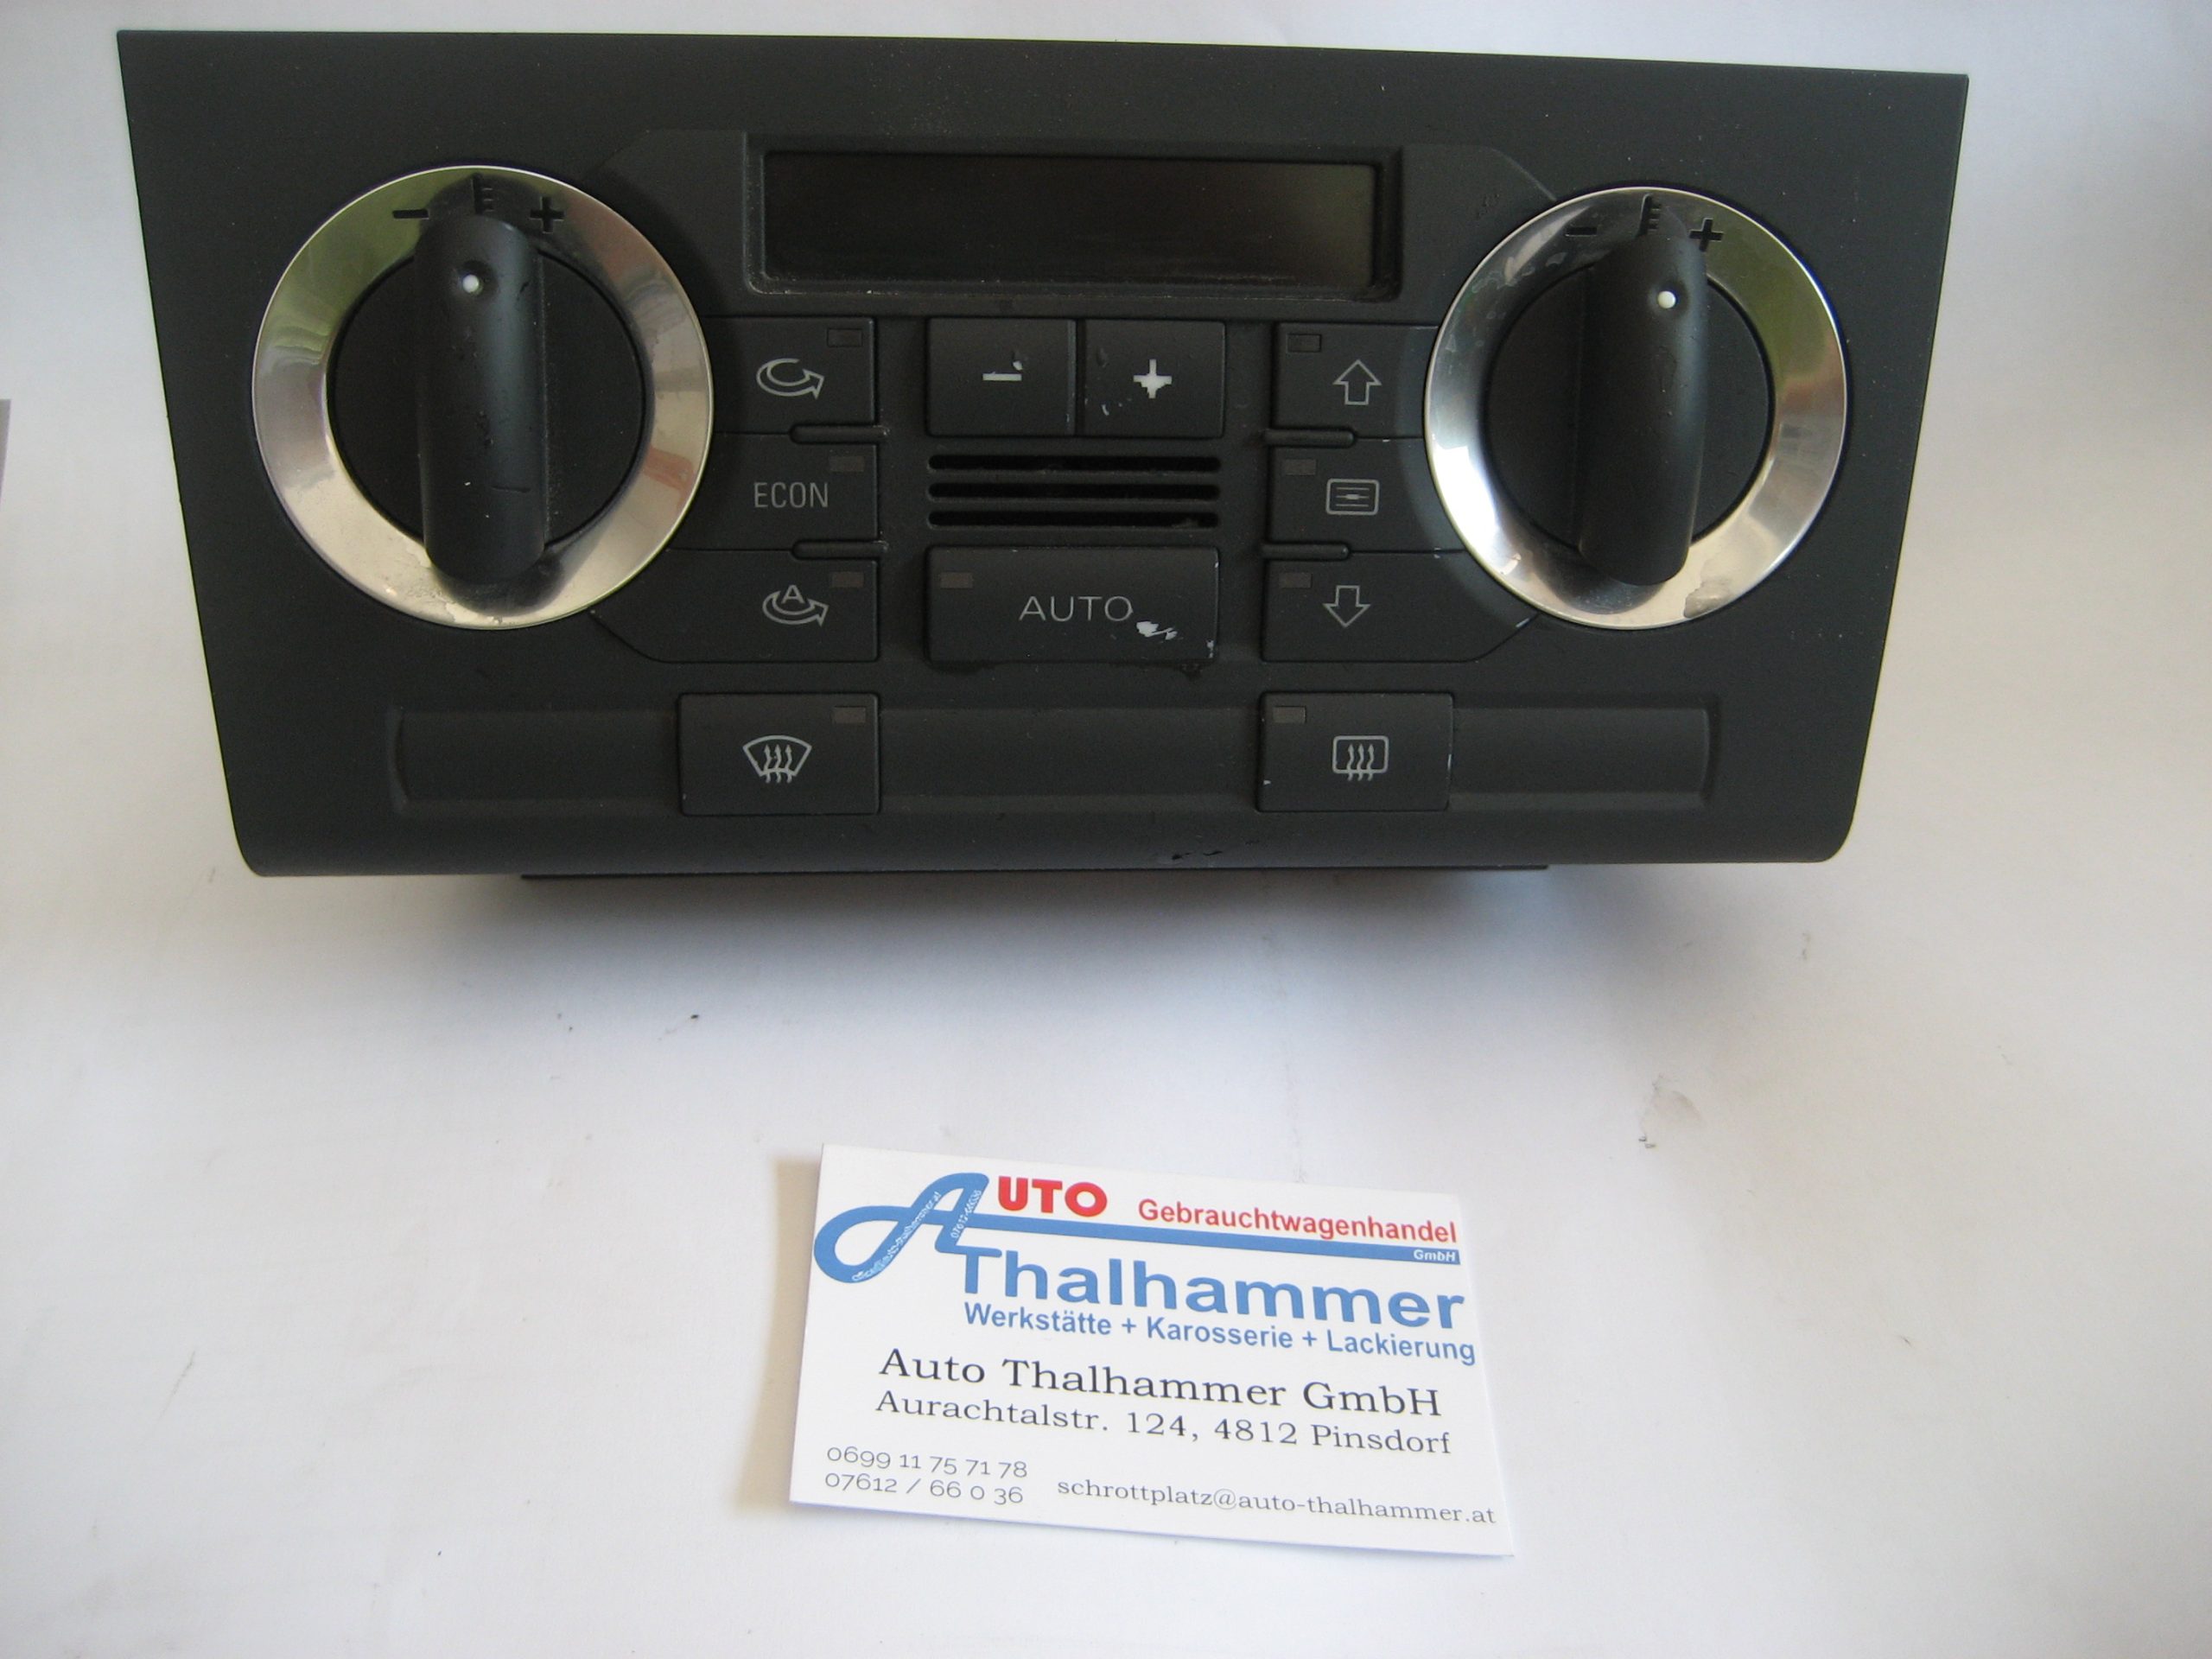 - +
- +
- +
ECON
A
AUTO
AUTO Gebrauchtwagenhandel
GmbH
Thalhammer
Werkstätte + Karosserie + Lackierung
Auto Thalhammer GmbH
Aurachtalstr. 124, 4812 Pinsdorf
0699 11 75 71 78
07612 / 66 0 36
schrottplatz@auto-thalhammer.at